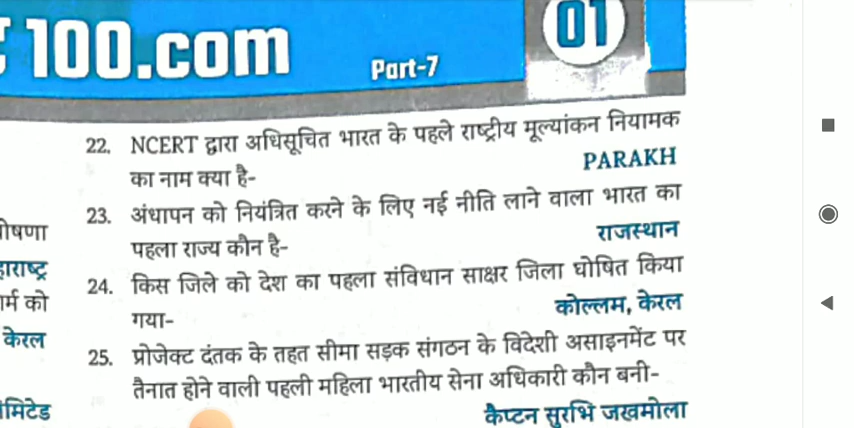 100.com
Part-7
01
22. NCERT द्वारा अधिसूचित भारत के पहले राष्ट्रीय मूल्यांकन नियामक
का नाम क्या है-
PARAKH
23. अंधापन को नियंत्रित करने के लिए नई नीति लाने वाला भारत का
पहला राज्य कौन है-
राजस्थान
24. किस जिले को देश का पहला संविधान साक्षर जिला घोषित किया
गया-
कोल्लम, केरल
25. प्रोजेक्ट दंतक के तहत सीमा सड़क संगठन के विदेशी असाइनमेंट पर
तैनात होने वाली पहली महिला भारतीय सेना अधिकारी कौन बनी-
कैप्टन सुरभि जखमोला
को
केरल